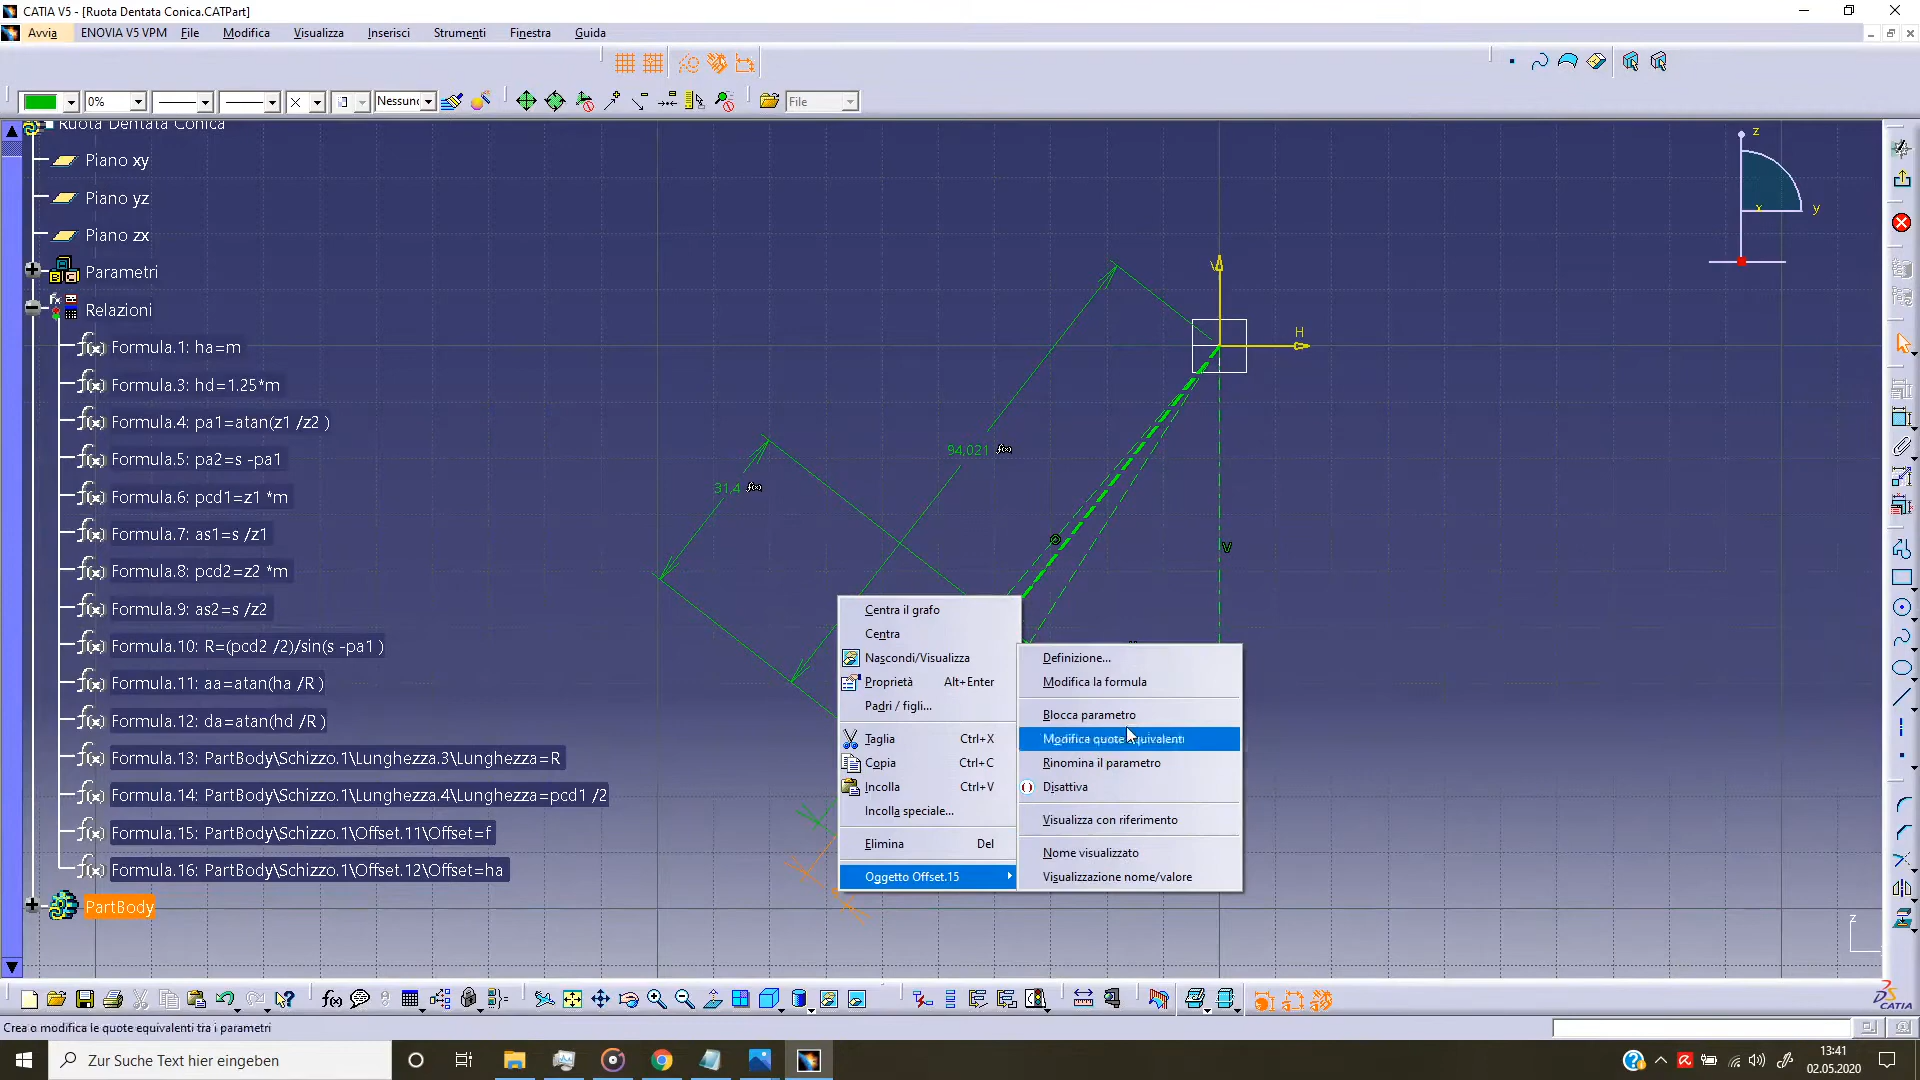 CATIA V5 - [Ruota Dentata Conica.CATPart]
Avvia ENOVIA V5 VPM File Modifica Visualizza Inserisci Strumenti Finestra Guida
0% Nessuno File
Ruota Dentata Conica
Piano xy
Piano yz
Piano zx
Parametri
Relazioni
Formula.1: ha=m
Formula.3: hd=1.25*m
Formula.4: pa1=atan(z1 /z2 )
Formula.5: pa2=s -pa1
Formula.6: pcd1=z1 *m
Formula.7: as1=s /z1
Formula.8: pcd2=z2 *m
Formula.9: as2=s /z2
Formula.10: R=(pcd2 /2)/sin(s -pa1 )
Formula.11: aa=atan(ha /R )
Formula.12: da=atan(hd /R )
Formula.13: PartBody\Schizzo.1\Lunghezza.3\Lunghezza=R
Formula.14: PartBody\Schizzo.1\Lunghezza.4\Lunghezza=pcd1 /2
Formula.15: PartBody\Schizzo.1\Offset.11\Offset=f
Formula.16: PartBody\Schizzo.1\Offset.12\Offset=ha
PartBody
94,021 f(x)
31,4 f(x)
V
H
V
z
x y
z
Centra il grafo
Centra
Nascondi/Visualizza
Proprietà Alt+Enter
Padri / figli...
Taglia Ctrl+X
Copia Ctrl+C
Incolla Ctrl+V
Incolla speciale...
Elimina Del
Oggetto Offset.15
Definizione...
Modifica la formula
Blocca parametro
Modifica quote equivalenti
Rinomina il parametro
Disattiva
Visualizza con riferimento
Nome visualizzato
Visualizzazione nome/valore
CATIA
Crea o modifica le quote equivalenti tra i parametri
Zur Suche Text hier eingeben
13:41
02.05.2020